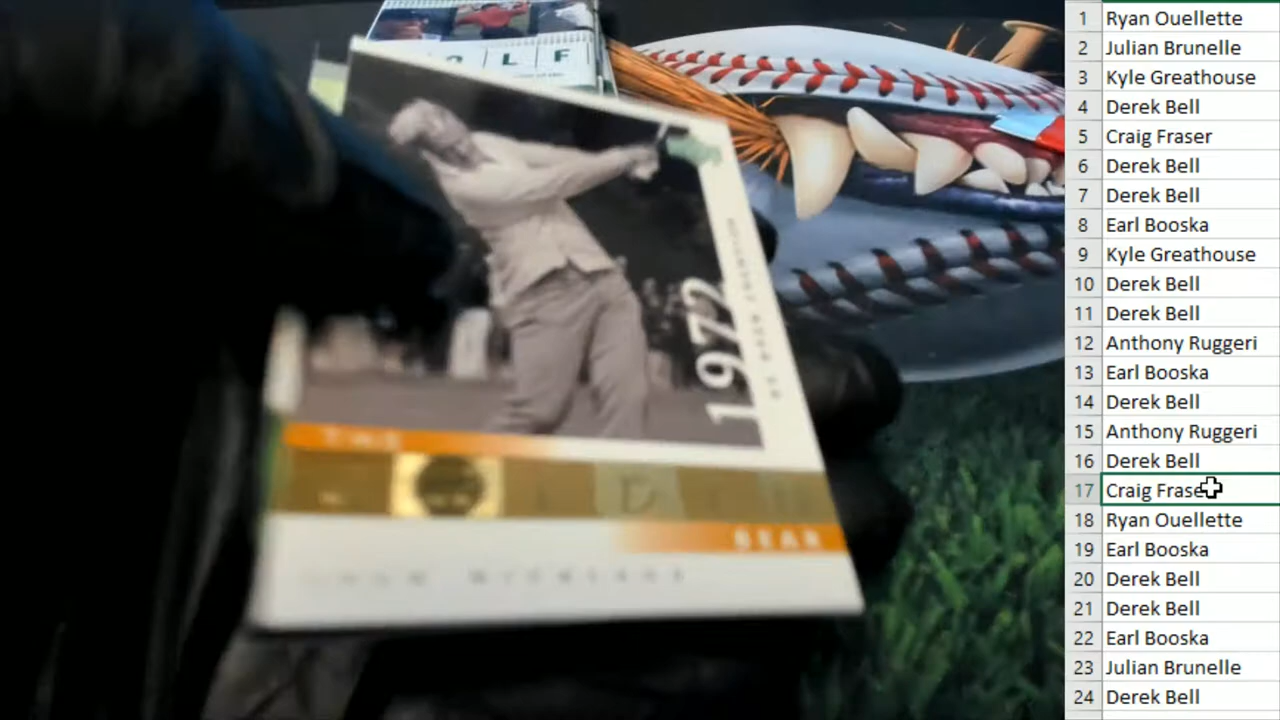 L F
1972
THE
BEAR
1 Ryan Ouellette
2 Julian Brunelle
3 Kyle Greathouse
4 Derek Bell
5 Craig Fraser
6 Derek Bell
7 Derek Bell
8 Earl Booska
9 Kyle Greathouse
10 Derek Bell
11 Derek Bell
12 Anthony Ruggeri
13 Earl Booska
14 Derek Bell
15 Anthony Ruggeri
16 Derek Bell
17 Craig Frase
18 Ryan Ouellette
19 Earl Booska
20 Derek Bell
21 Derek Bell
22 Earl Booska
23 Julian Brunelle
24 Derek Bell